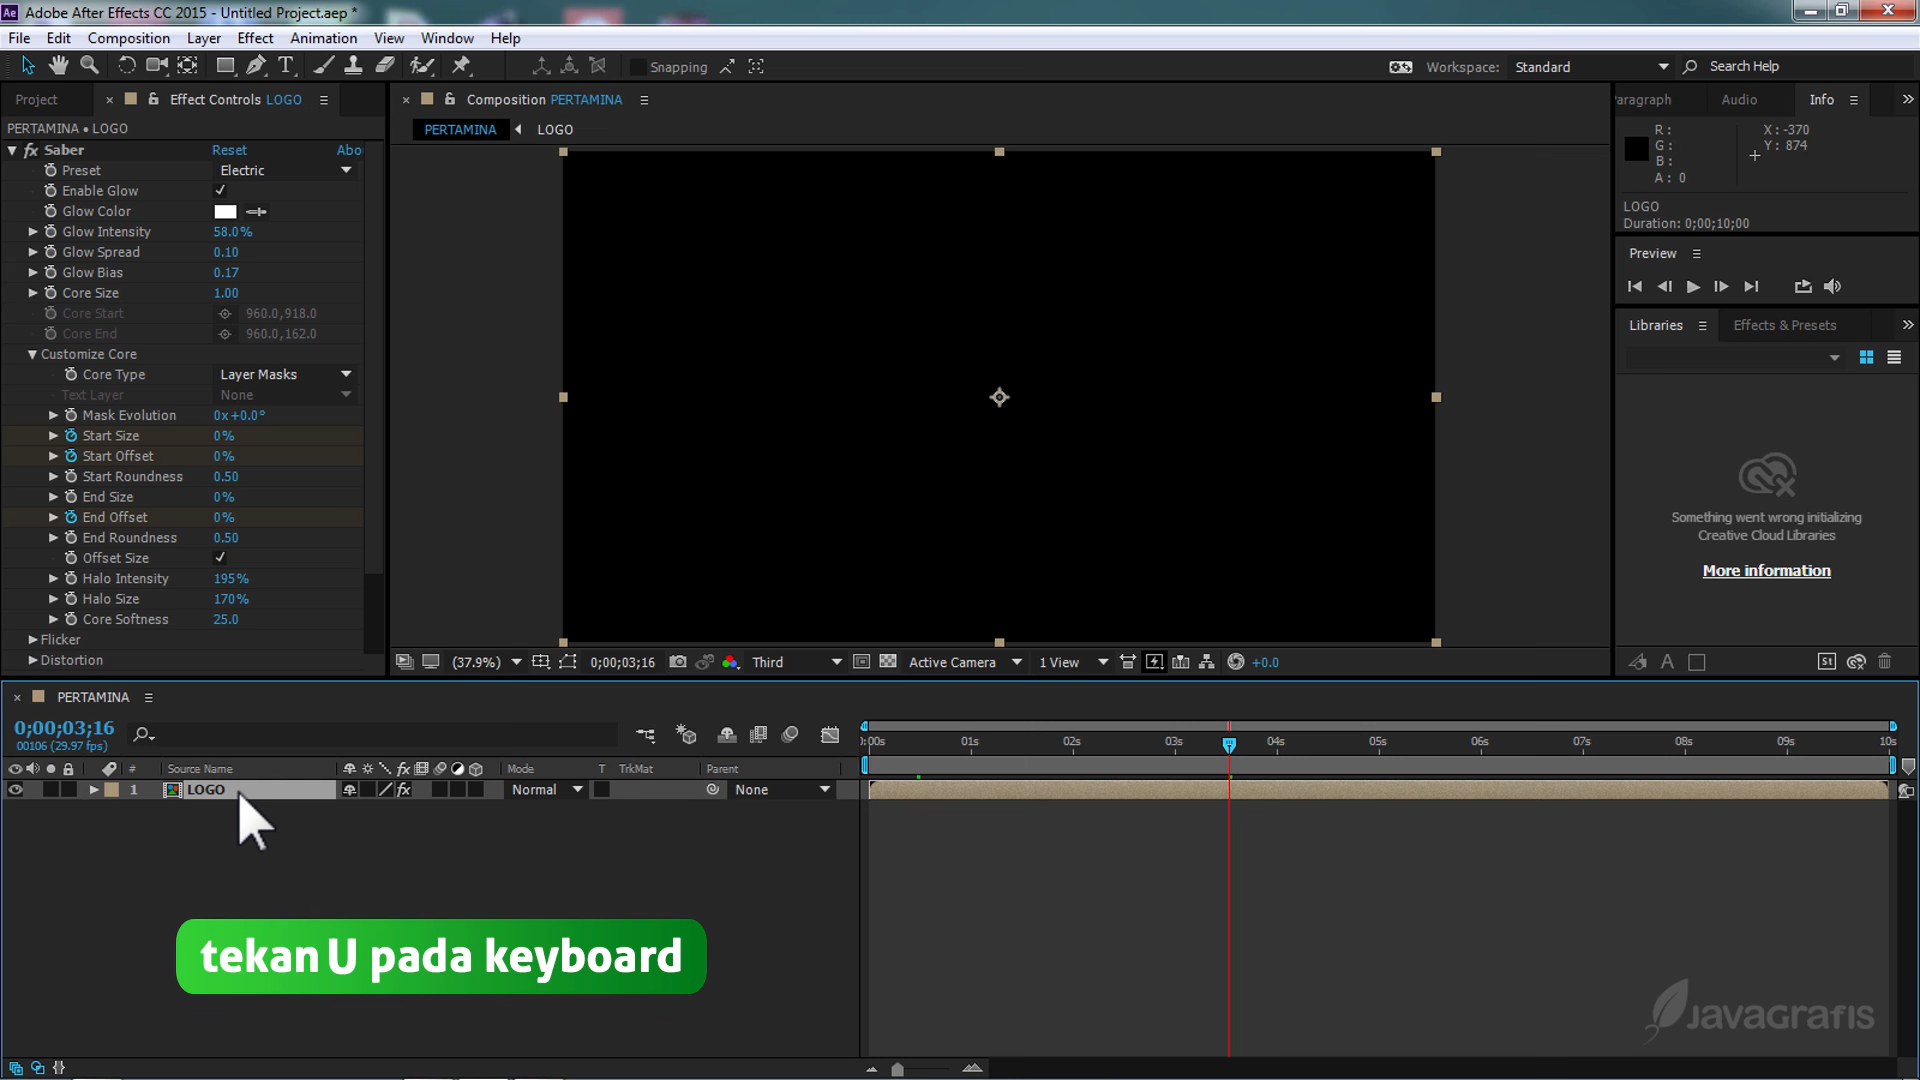 Adobe After Effects CC 2015 - Untitled Project.aep *
File Edit Composition Layer Effect Animation View Window Help
Snapping
Workspace: Standard
Search Help
Project
Effect Controls LOGO
PERTAMINA • LOGO
fx Saber Reset Abo
Preset Electric
Enable Glow
Glow Color
Glow Intensity 58.0%
Glow Spread 0.10
Glow Bias 0.17
Core Size 1.00
Core Start 960.0,918.0
Core End 960.0,162.0
Customize Core
Core Type Layer Masks
Text Layer None
Mask Evolution 0x+0.0°
Start Size 0%
Start Offset 0%
Start Roundness 0.50
End Size 0%
End Offset 0%
End Roundness 0.50
Offset Size
Halo Intensity 195%
Halo Size 170%
Core Softness 25.0
Flicker
Distortion
Composition PERTAMINA
PERTAMINA LOGO
(37.9%) 0;00;03;16 Third Active Camera 1 View +0.0
aragraph Audio Info
R: X: -370
G: Y: 874
B:
A: 0
LOGO
Duration: 0;00;10;00
Preview
Libraries Effects & Presets
Something went wrong initializing
Creative Cloud Libraries
More information
St
PERTAMINA
0;00;03;16
00106 (29.97 fps)
):00s 01s 02s 03s 04s 05s 06s 07s 08s 09s 10s
# Source Name fx Mode T TrkMat Parent
1 LOGO fx Normal None
tekan U pada keyboard
JAVAGRAFIS